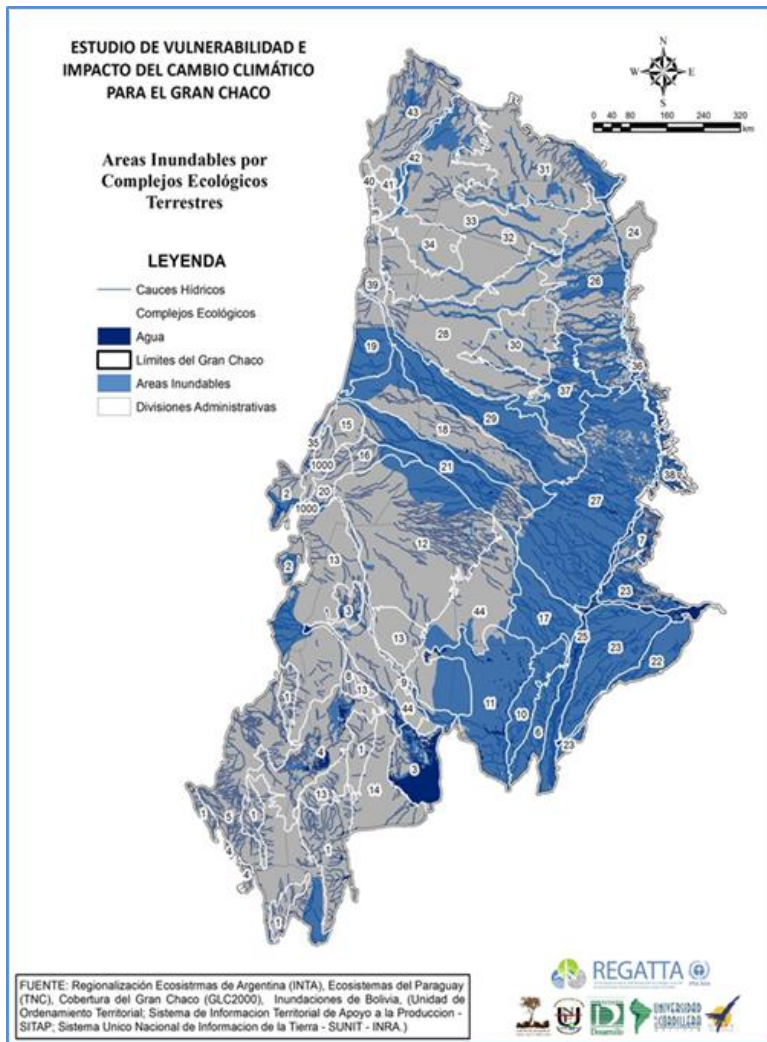 ESTUDIO DE VULNERABILIDAD E
IMPACTO DEL CAMBIO CLIMÁTICO
PARA EL GRAN CHACO
N
W
E
S
0 40 80 160 240 320
km
Areas Inundables por
Complejos Ecológicos
Terrestres
LEYENDA
Cauces Hídricos
Complejos Ecológicos
Agua
Límites del Gran Chaco
Areas Inundables
Divisiones Administrativas
43
42
31
40
41
24
33
32
34
26
39
28
30
19
36
37
29
15
18
35
16
1000
21
38
2
20
27
1000
12
7
13
2
23
3
44
17
13
25
23
22
8
9
13
11
1
44
10
6
4
1
23
3
13
14
1
5
1
1
4
4
1
FUENTE: Regionalización Ecosistrmas de Argentina (INTA), Ecosistemas del Paraguay
(TNC), Cobertura del Gran Chaco (GLC2000), Inundaciones de Bolivia, (Unidad de
Ordenamiento Territorial; Sistema de Informacion Territorial de Apoyo a la Produccion -
SITAP; Sistema Unico Nacional de Informacion de la Tierra - SUNIT - INRA.)
REGATTA
PNUMA
Desarrollo
UNIVERSIDAD
CORDILLERA